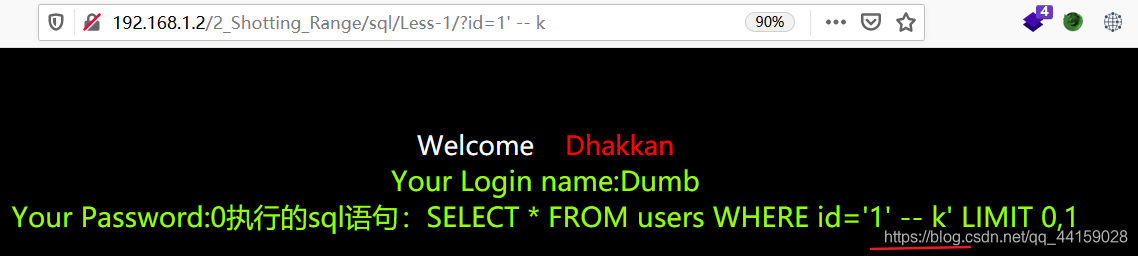 192.168.1.2/2_Shotting_Range/sql/Less-1/?id=1' -- k
90%
4
Welcome Dhakkan
Your Login name:Dumb
Your Password:0执行的sql语句：SELECT * FROM users WHERE id='1' -- k' LIMIT 0,1
https://blog.csdn.net/qq_44159028